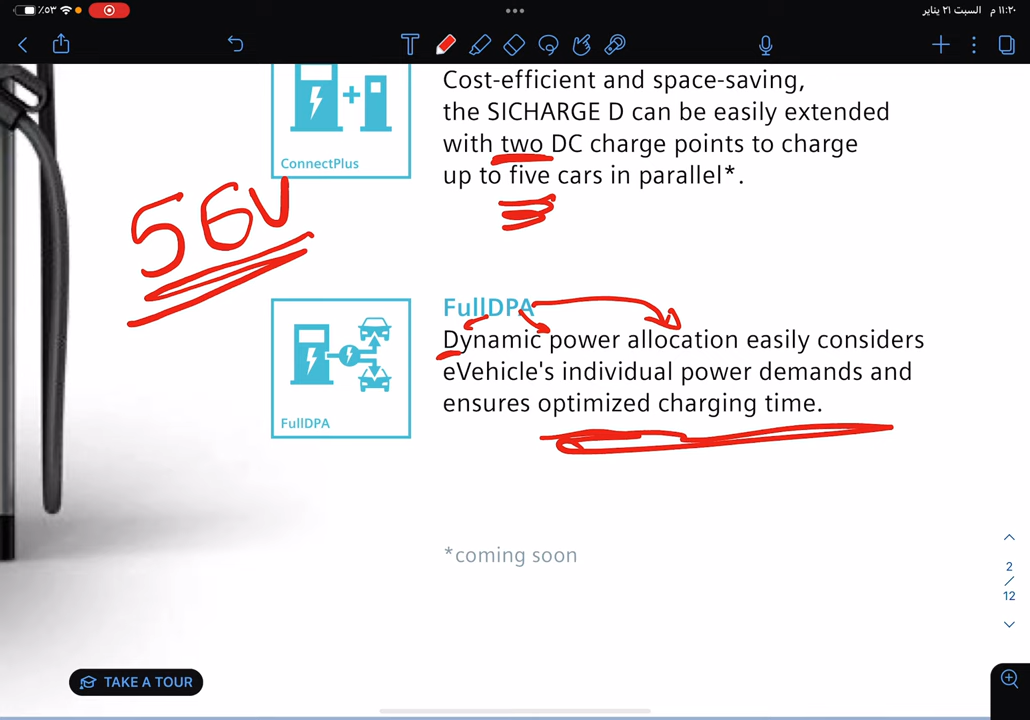 ٪٥٣
١١:٢٠ م السبت ٢١ يناير
T
Cost-efficient and space-saving,
the SICHARGE D can be easily extended
with two DC charge points to charge
up to five cars in parallel*.
ConnectPlus
56V
FullDPA
Dynamic power allocation easily considers
eVehicle's individual power demands and
ensures optimized charging time.
FullDPA
*coming soon
2
/
12
TAKE A TOUR